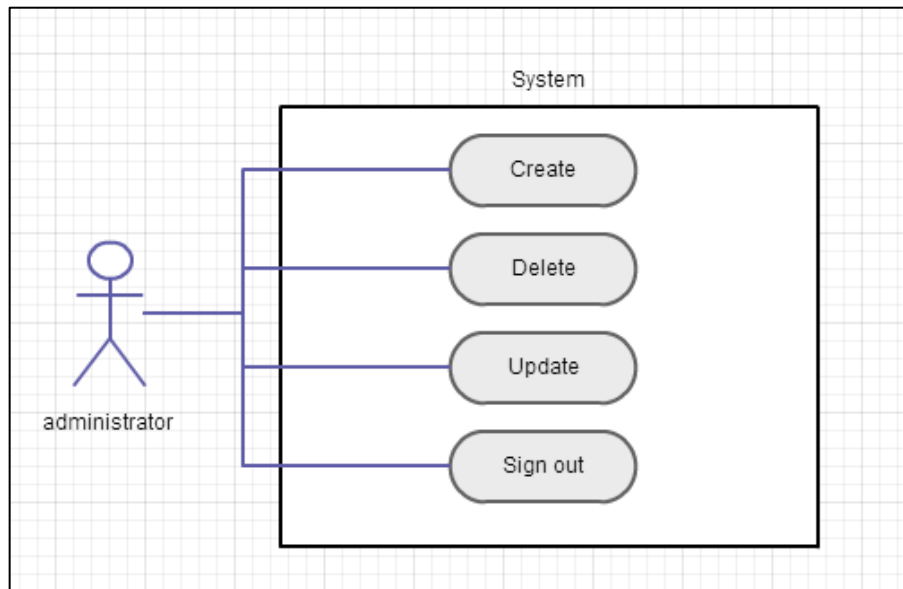 System
Create
Delete
Update
Sign out
administrator